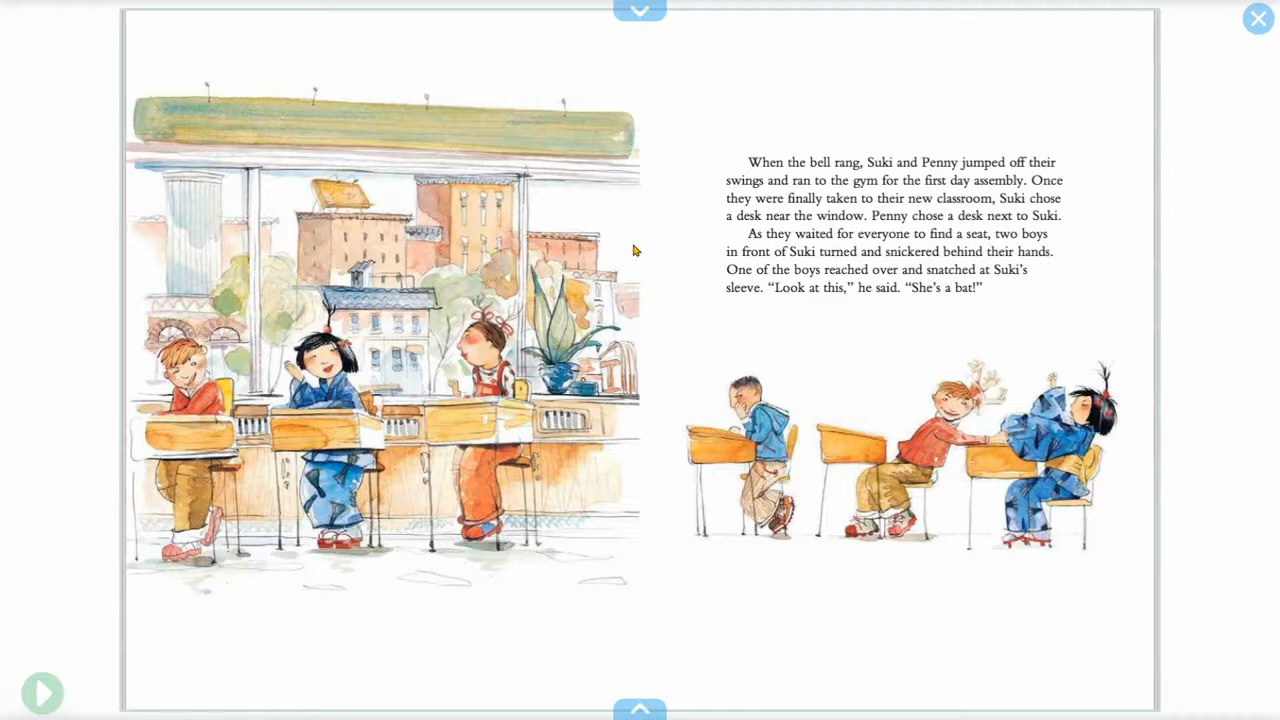 When the bell rang, Suki and Penny jumped off their
swings and ran to the gym for the first day assembly. Once
they were finally taken to their new classroom, Suki chose
a desk near the window. Penny chose a desk next to Suki.
As they waited for everyone to find a seat, two boys
in front of Suki turned and snickered behind their hands.
One of the boys reached over and snatched at Suki’s
sleeve. “Look at this,” he said. “She’s a bat!”